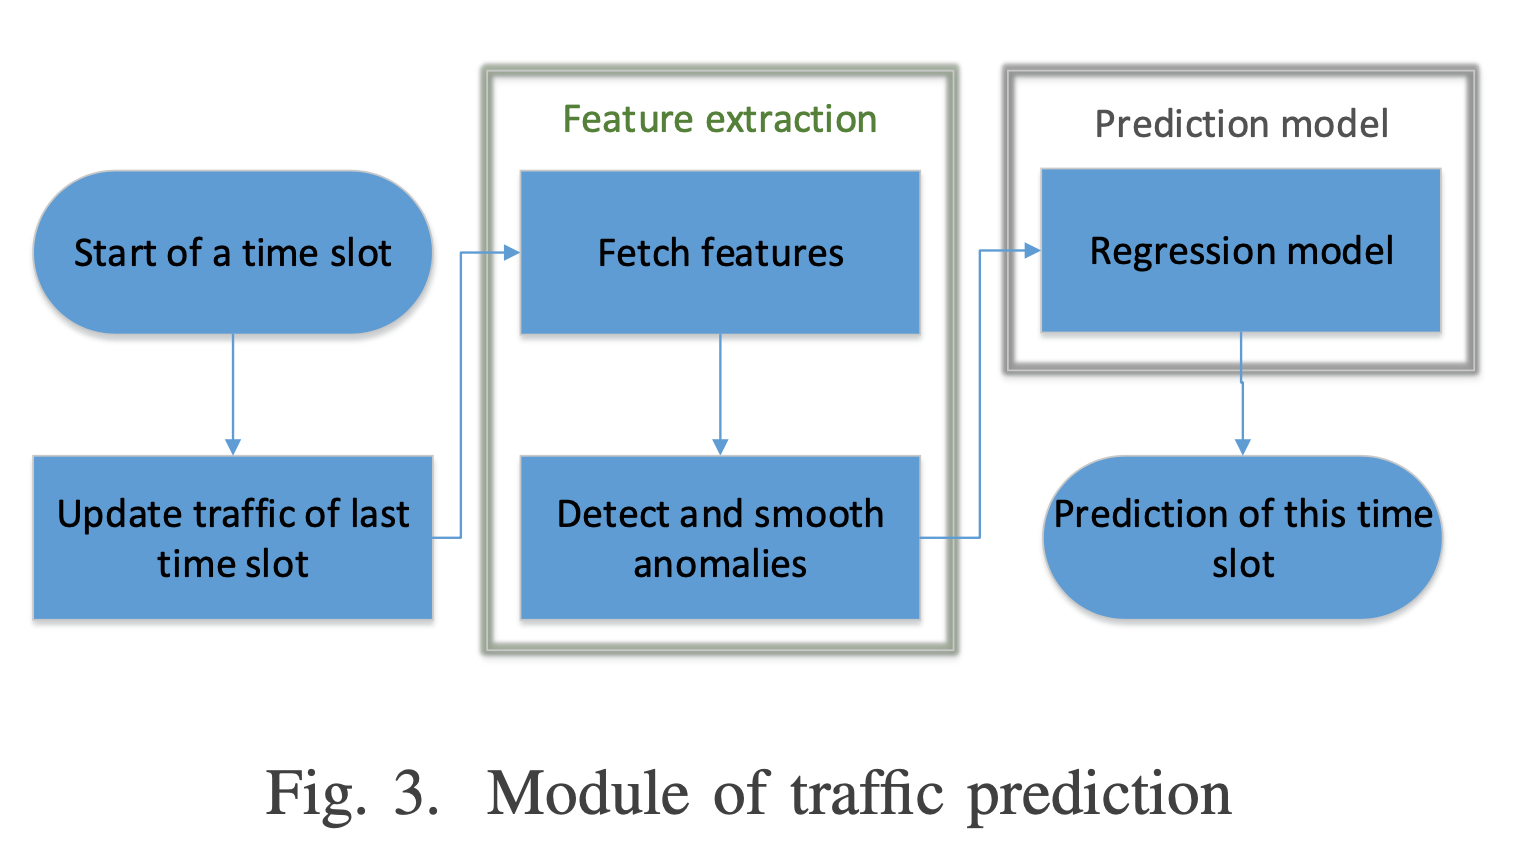 Feature extraction
Prediction model
Start of a time slot
Fetch features
Regression model
Update traffic of last
time slot
Detect and smooth
anomalies
Prediction of this time
slot
Fig. 3. Module of traffic prediction